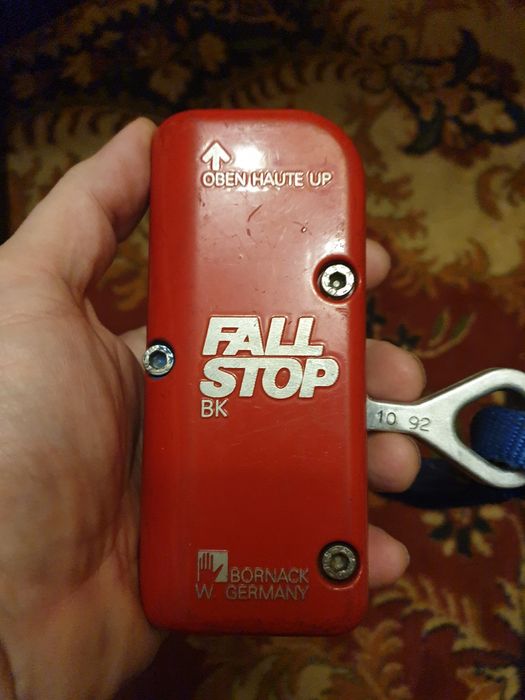 OBEN HAUTE UP
FALL
STOP
BK
10 92
BORNACK
W. GERMANY